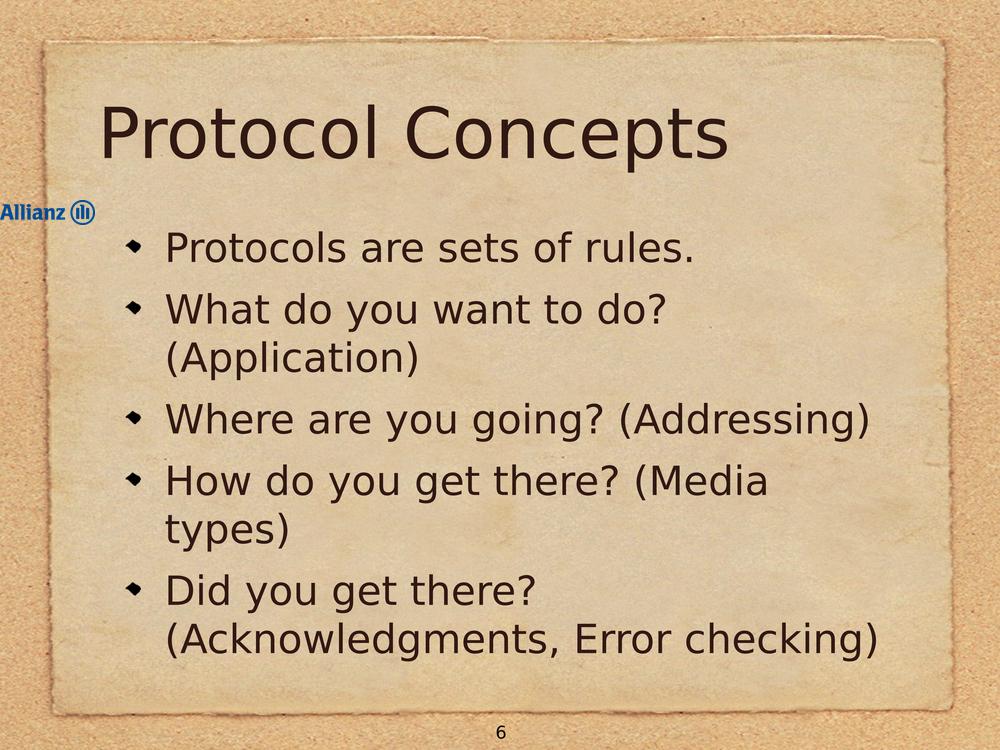 Protocol Concepts
Allianz
Protocols are sets of rules.
What do you want to do?
(Application)
Where are you going? (Addressing)
How do you get there? (Media
types)
Did you get there?
(Acknowledgments, Error checking)
6